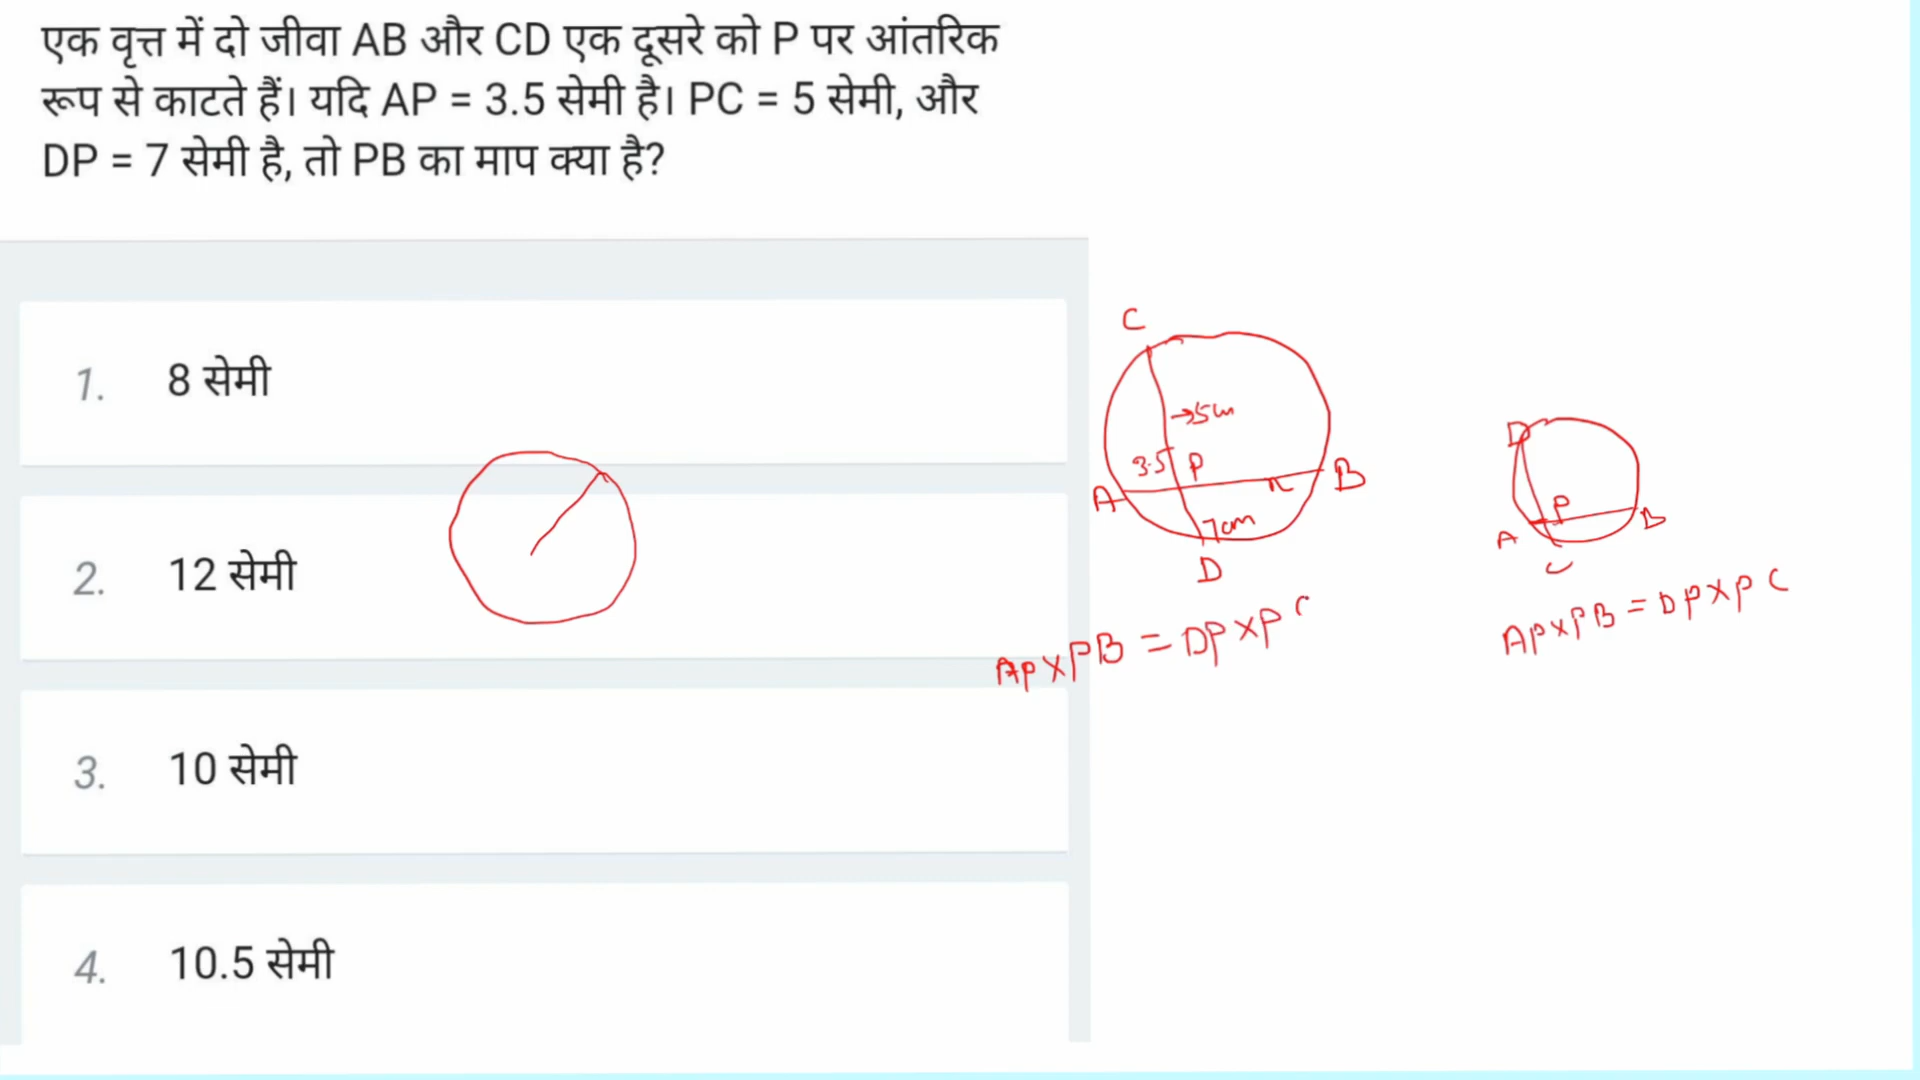 एक वृत्त में दो जीवा AB और CD एक दूसरे को P पर आंतरिक
रूप से काटते हैं। यदि AP = 3.5 सेमी है। PC = 5 सेमी, और
DP = 7 सेमी है, तो PB का माप क्या है?
1. 8 सेमी
2. 12 सेमी
3. 10 सेमी
4. 10.5 सेमी
C
→5cm
3.5 P
A B
7cm
D
AP×PB = DP×PC
D
P
A B
C
AP×PB = DP×PC